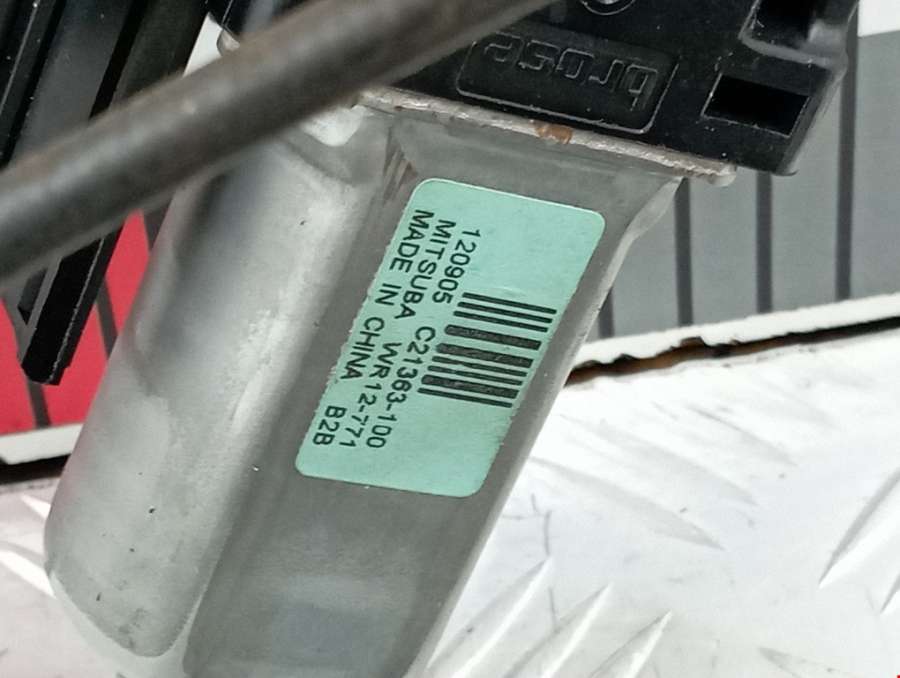 brose
120905 C21363-100
MITSUBA WR12-771
MADE IN CHINA B2B